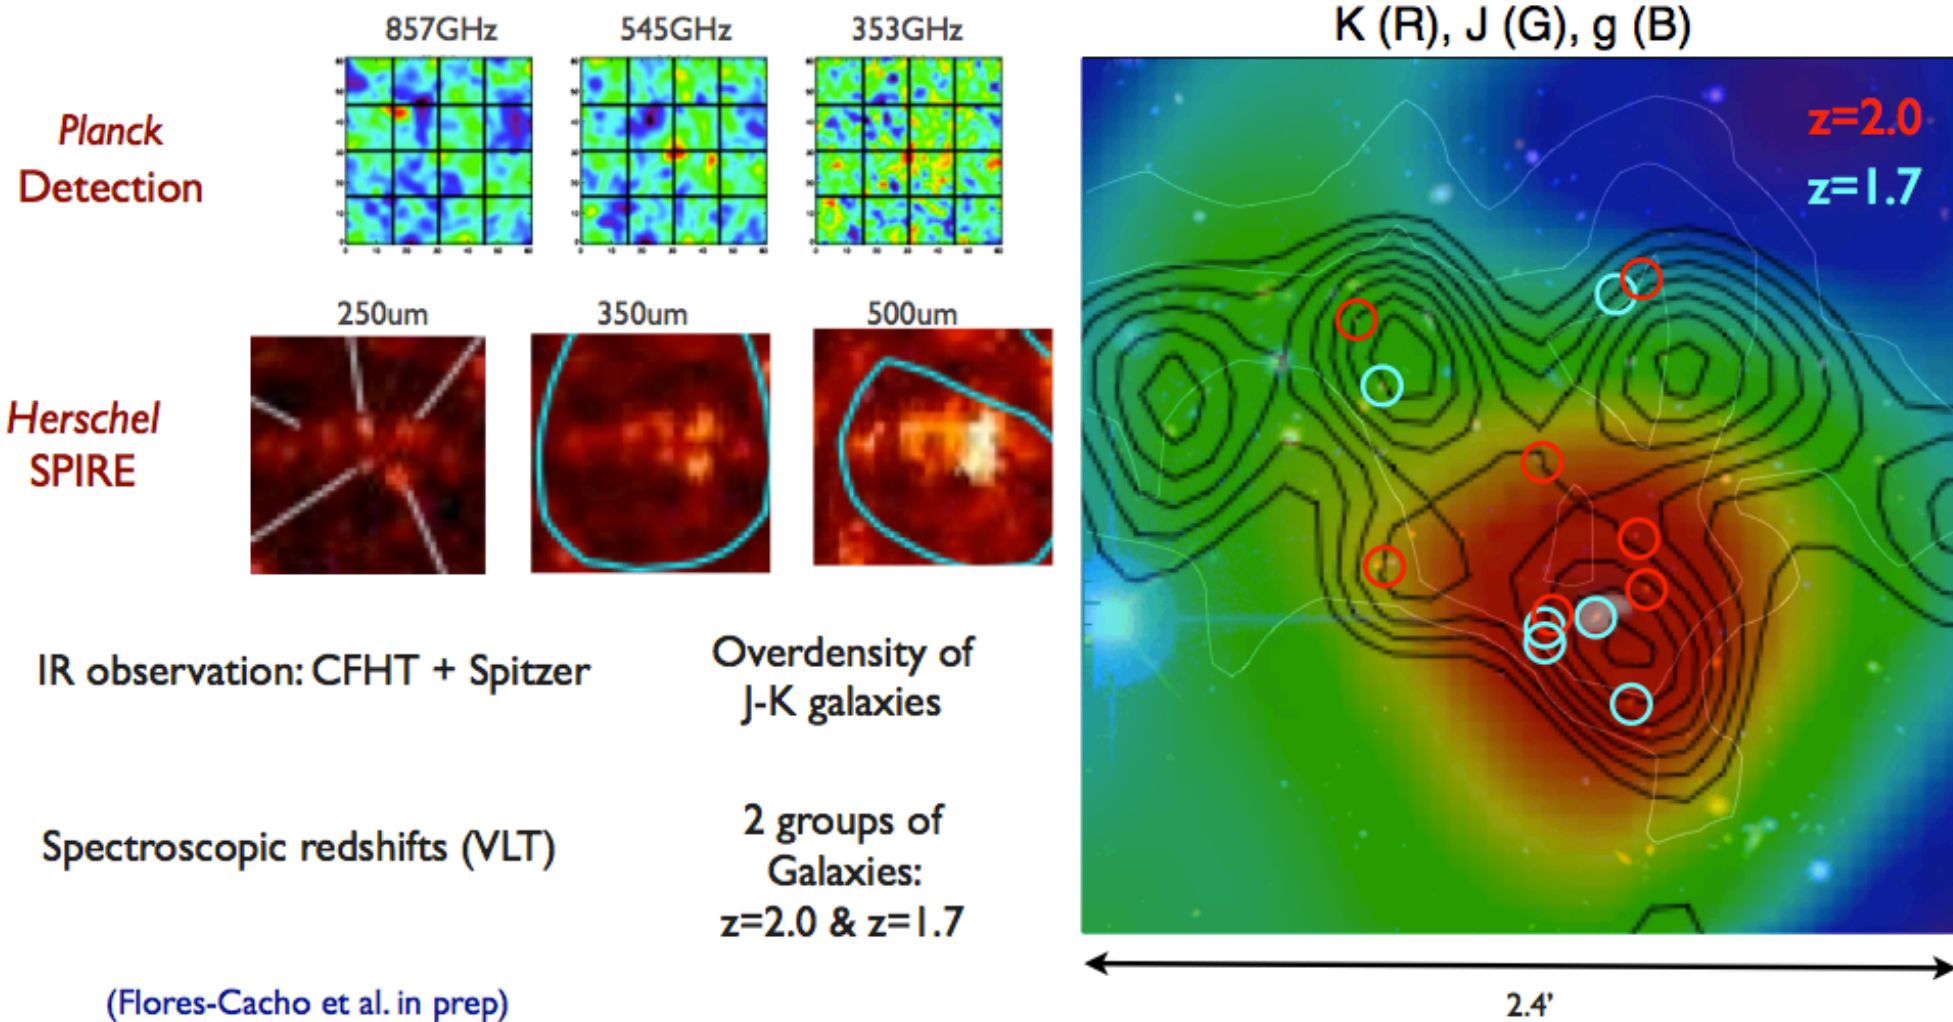 857GHz 545GHz 353GHz
K (R), J (G), g (B)
Planck
Detection
z=2.0
z=1.7
250um 350um 500um
Herschel
SPIRE
IR observation: CFHT + Spitzer
Overdensity of
J-K galaxies
Spectroscopic redshifts (VLT)
2 groups of
Galaxies:
z=2.0 & z=1.7
(Flores-Cacho et al. in prep)
2.4'